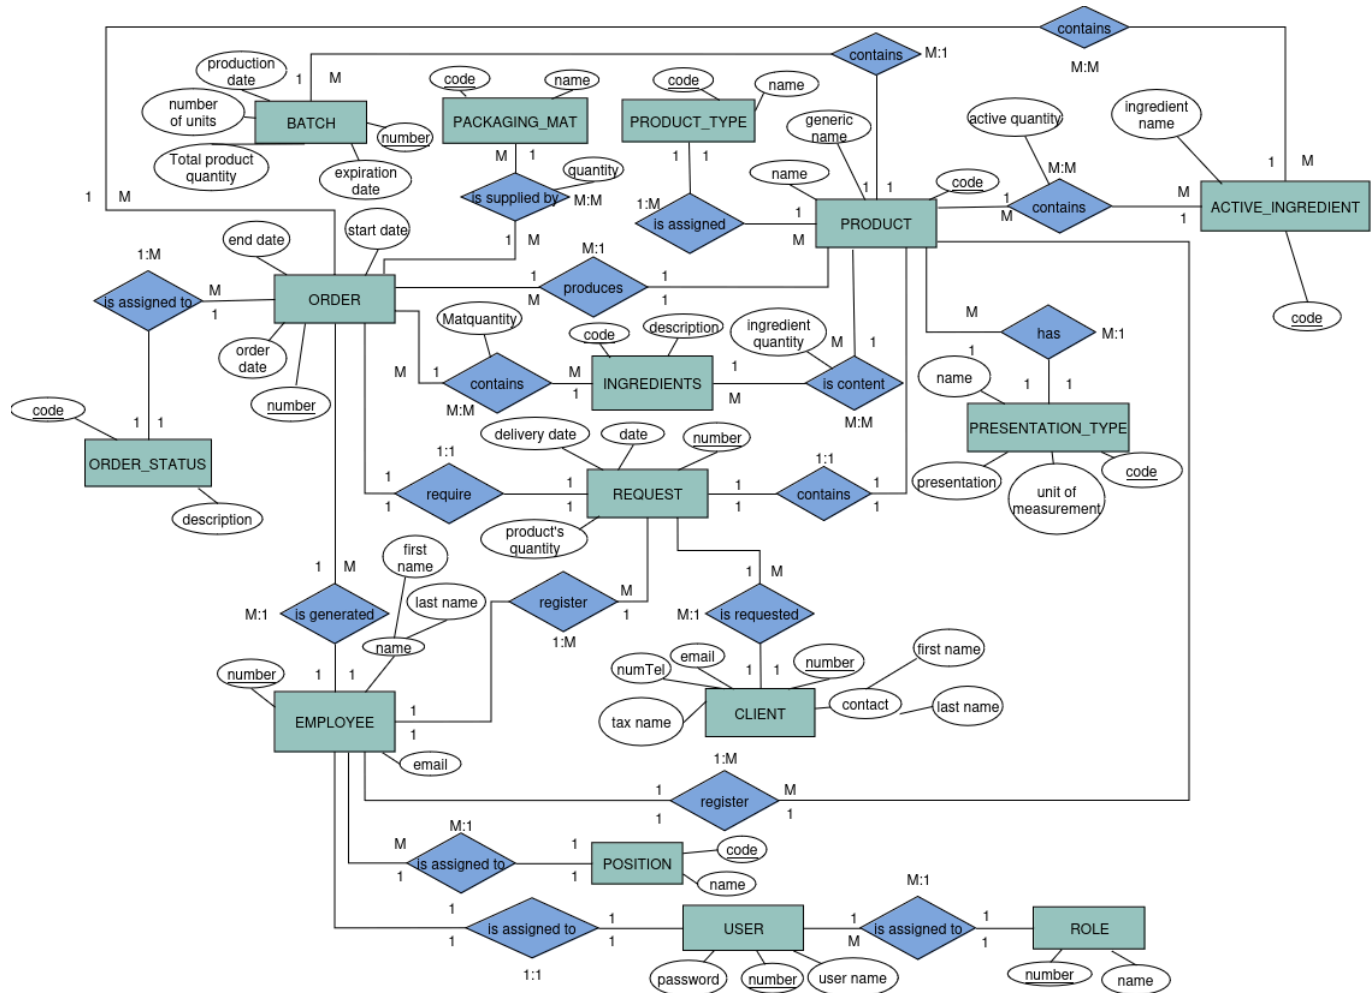 contains
M:M
production
date
1
M
contains
M:1
code
name
code
name
number
of units
BATCH
number
PACKAGING_MAT
PRODUCT_TYPE
generic
name
active quantity
ingredient
name
Total product
quantity
expiration
date
M
1
quantity
is supplied by
M:M
1
1
name
1
1
code
M:M
1
M
1
M
1:M
is assigned
1
M
PRODUCT
1
M
contains
M
1
ACTIVE_INGREDIENT
1
M
end date
start date
1
M
1:M
M:1
is assigned to
M
1
ORDER
1
M
produces
1
1
code
order
date
number
Matquantity
code
description
ingredient
quantity
M
1
M
has
M:1
M
1
contains
M:M
M
1
INGREDIENTS
1
M
is content
M:M
1
name
1
1
code
1
1
ORDER_STATUS
description
delivery date
date
number
PRESENTATION_TYPE
presentation
unit of
measurement
code
1:1
1
1
require
1
1
REQUEST
1
1
1:1
contains
1
1
product's
quantity
first
name
last name
name
1
M
M:1
is generated
1
1
register
1:M
M
1
1
M
M:1
is requested
1
1
number
EMPLOYEE
email
1
1
numTel
email
number
first name
tax name
CLIENT
contact
last name
1:M
1
1
register
M
1
M:1
M
1
is assigned to
1
1
POSITION
code
name
1
1
is assigned to
1:1
1
1
USER
password
number
user name
M:1
1
M
is assigned to
1
1
ROLE
number
name